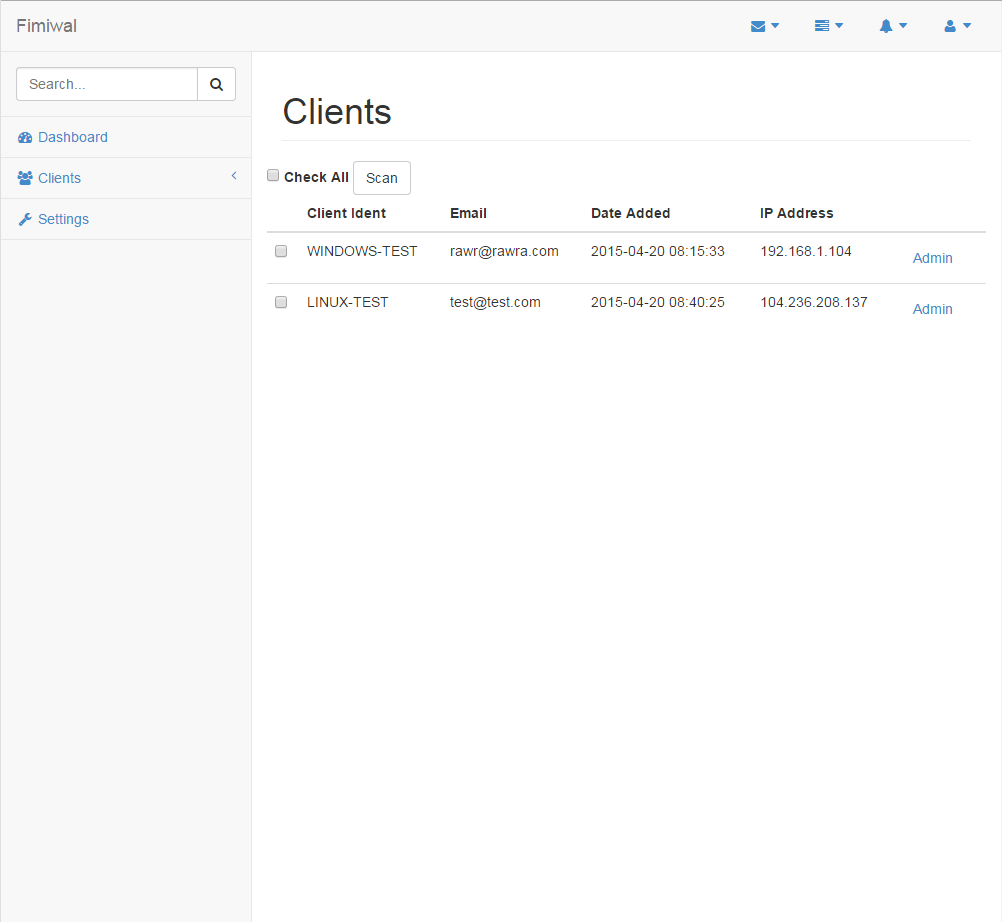 Fimiwal
Search...
Dashboard
Clients
Settings
Clients
Check All Scan
Client Ident Email Date Added IP Address
WINDOWS-TEST rawr@rawra.com 2015-04-20 08:15:33 192.168.1.104 Admin
LINUX-TEST test@test.com 2015-04-20 08:40:25 104.236.208.137 Admin